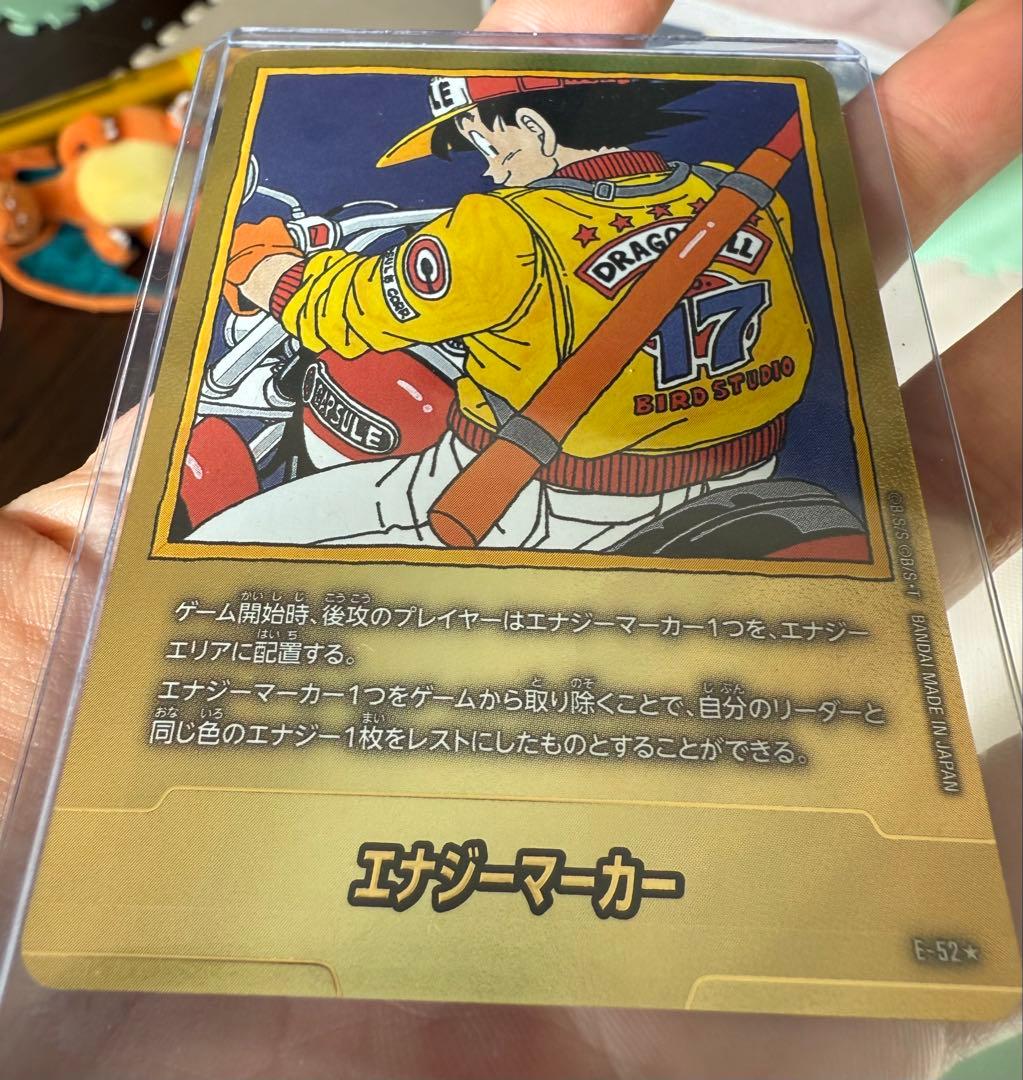 LE
DRAGO LL
17
BIRD STUDIO
C
CORP.
CAPSULE
©B・S/S ©B/S・T BANDAI MADE IN JAPAN
ゲーム開始時、後攻のプレイヤーはエナジーマーカー1つを、エナジー
エリアに配置する。
エナジーマーカー1つをゲームから取り除くことで、自分のリーダーと
同じ色のエナジー1枚をレストにしたものとすることができる。
エナジーマーカー
E-52★